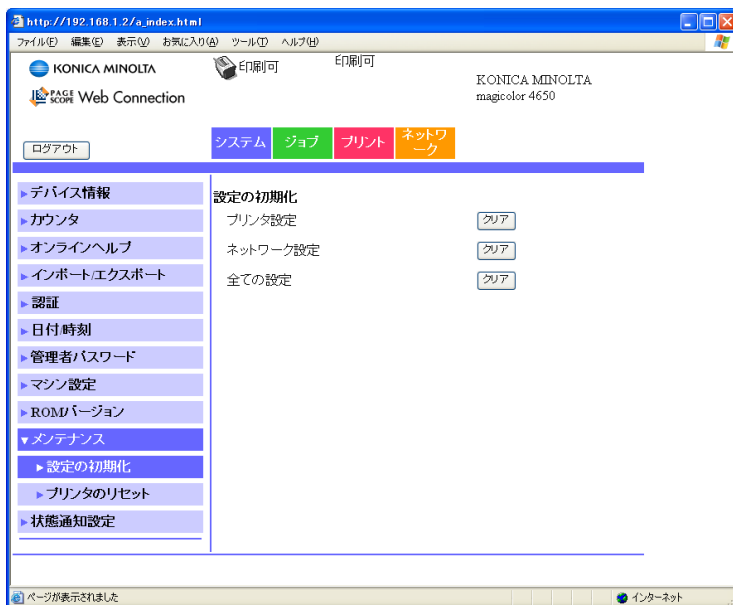 http://192.168.1.2/a_index.html
ファイル(F) 編集(E) 表示(V) お気に入り(A) ツール(T) ヘルプ(H)
KONICA MINOLTA
印刷可
印刷可
KONICA MINOLTA
magicolor 4650
PAGE SCOPE Web Connection
ログアウト
システム
ジョブ
プリント
ネットワ
ーク
デバイス情報
カウンタ
オンラインヘルプ
インポート/エクスポート
認証
日付/時刻
管理者パスワード
マシン設定
ROMバージョン
メンテナンス
設定の初期化
プリンタのリセット
状態通知設定
設定の初期化
プリンタ設定 クリア
ネットワーク設定 クリア
全ての設定 クリア
ページが表示されました
インターネット